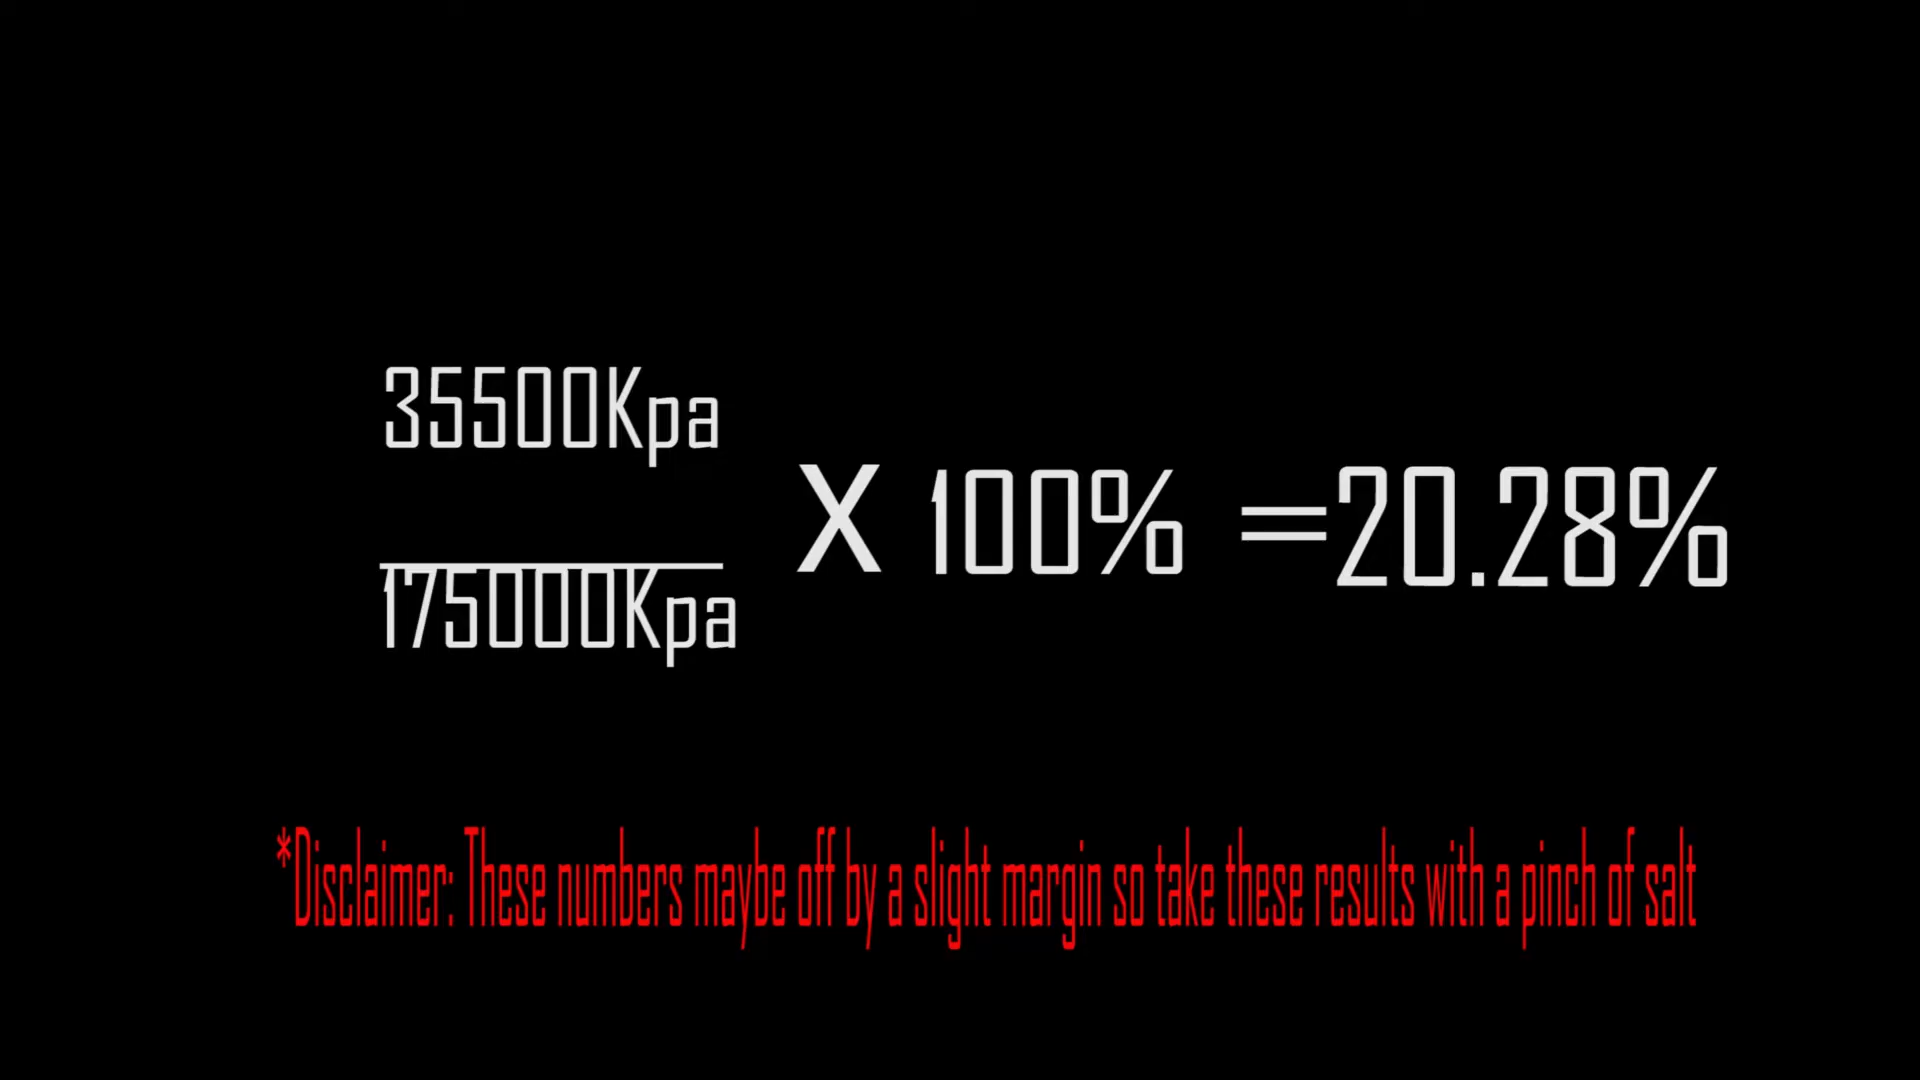 35500Kpa
175000Kpa
X 100% =20.28%
*Disclaimer: These numbers maybe off by a slight margin so take these results with a pinch of salt